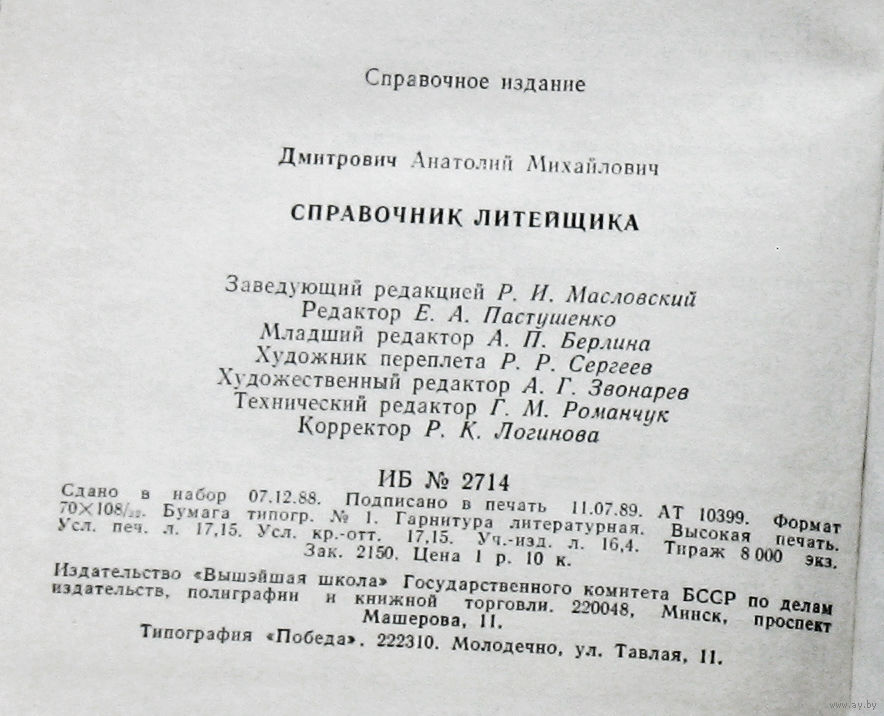 Справочное издание
Дмитрович Анатолий Михайлович
СПРАВОЧНИК ЛИТЕЙЩИКА
Заведующий редакцией Р. И. Масловский
Редактор Е. А. Пастушенко
Младший редактор А. П. Берлина
Художник переплета Р. Р. Сергеев
Художественный редактор А. Г. Звонарев
Технический редактор Г. М. Романчук
Корректор Р. К. Логинова
ИБ № 2714
Сдано в набор 07.12.88. Подписано в печать 11.07.89. АТ 10399. Формат
70×108/32. Бумага типогр. № 1. Гарнитура литературная. Высокая печать.
Усл. печ. л. 17,15. Усл. кр.-отт. 17,15. Уч.-изд. л. 16,4. Тираж 8 000 экз.
Зак. 2150. Цена 1 р. 10 к.
Издательство «Вышэйшая школа» Государственного комитета БССР по делам
издательств, полиграфии и книжной торговли. 220048, Минск, проспект
Машерова, 11.
Типография «Победа». 222310. Молодечно, ул. Тавлая, 11.
www.ay.by